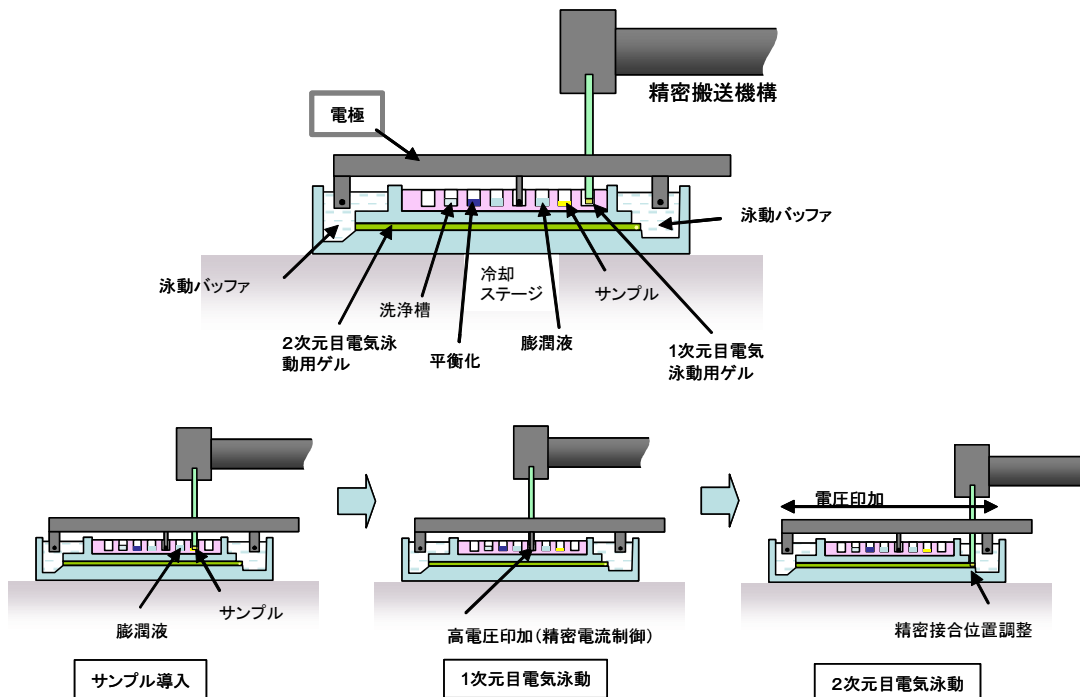 精密搬送機構
電極
泳動バッファ
泳動バッファ
洗浄槽
冷却
ステージ
サンプル
2次元目電気泳
動用ゲル
平衡化
膨潤液
1次元目電気
泳動用ゲル
膨潤液
サンプル
サンプル導入
高電圧印加(精密電流制御)
1次元目電気泳動
電圧印加
精密接合位置調整
2次元目電気泳動